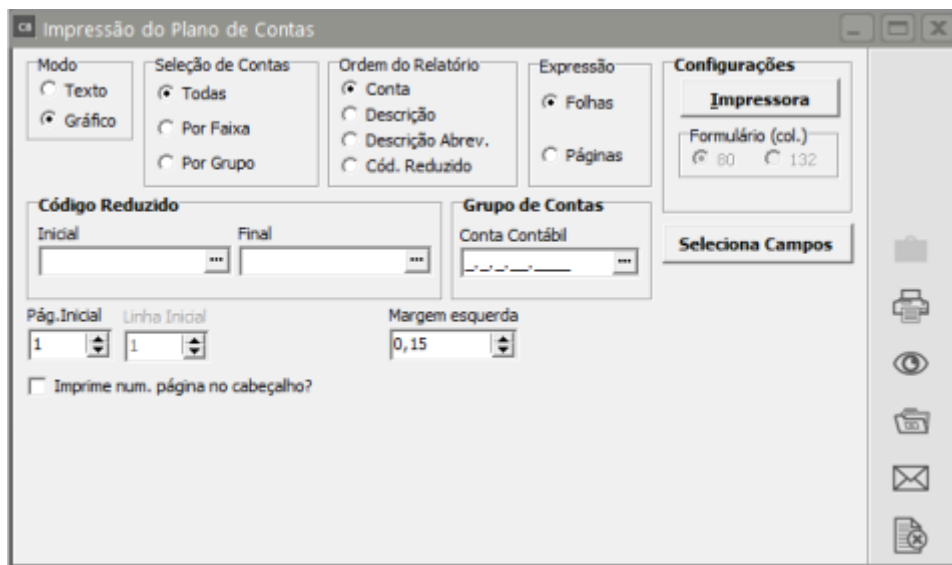 CB Impressão do Plano de Contas
Modo
Texto
Gráfico
Seleção de Contas
Todas
Por Faixa
Por Grupo
Ordem do Relatório
Conta
Descrição
Descrição Abrev.
Cód. Reduzido
Expressão
Folhas
Páginas
Configurações
Impressora
Formulário (col.)
80 132
Código Reduzido
Inicial Final
... ...
Grupo de Contas
Conta Contábil
_._._.__.____ ...
Seleciona Campos
Pág.Inicial Linha Inicial Margem esquerda
1 1 0,15
Imprime num. página no cabeçalho?